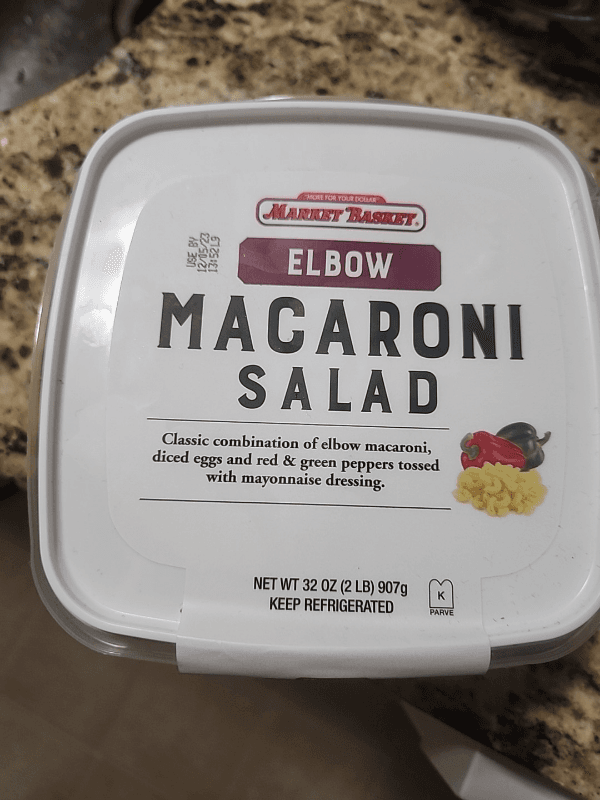 "MORE FOR YOUR DOLLAR"
MARKET BASKET®
USE BY
12/05/23
13:5219
ELBOW
MACARONI
SALAD
Classic combination of elbow macaroni,
diced eggs and red & green peppers tossed
with mayonnaise dressing.
NET WT 32 OZ (2 LB) 907g
KEEP REFRIGERATED
K
PARVE